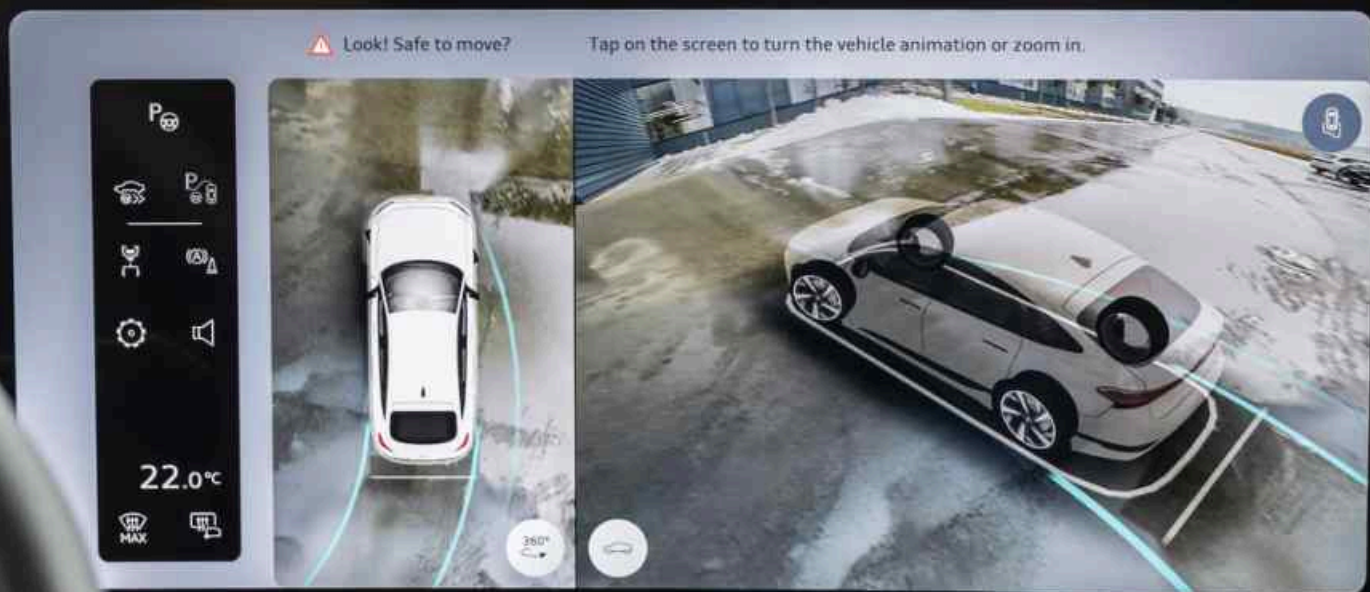 Look! Safe to move?
Tap on the screen to turn the vehicle animation or zoom in.
P
P
(A)
22.0°C
MAX
360°